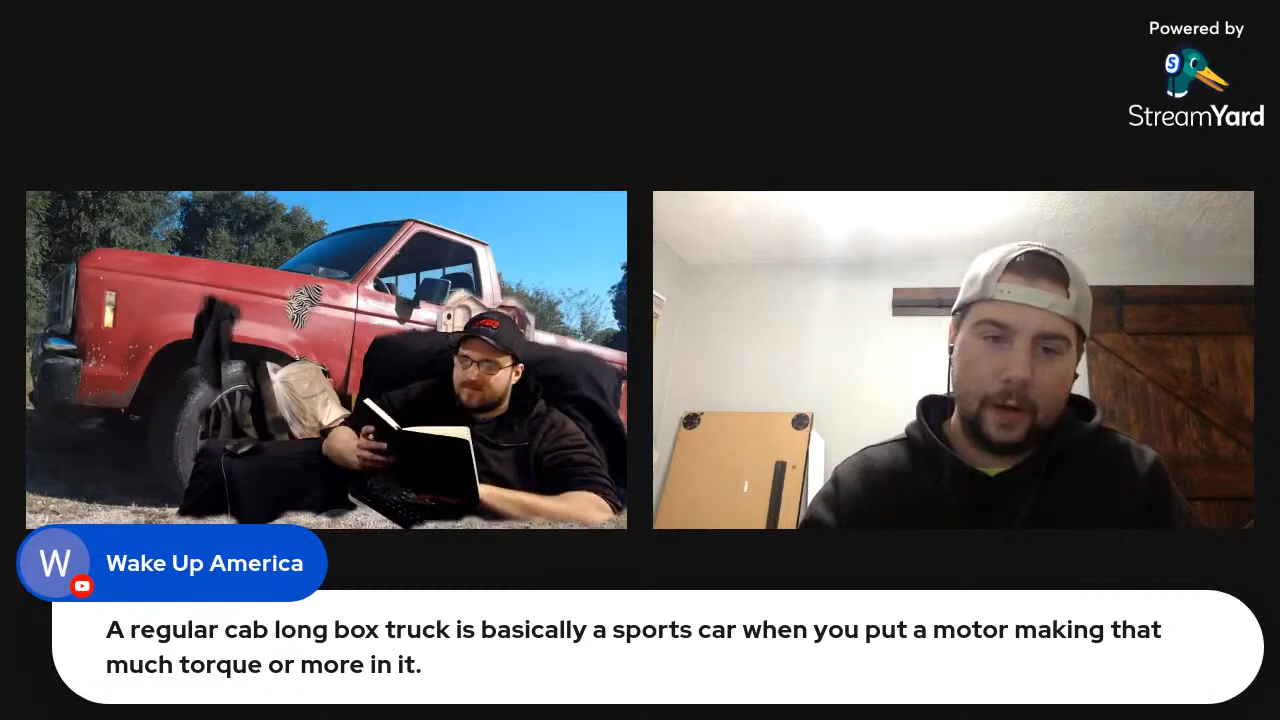 Powered by
S
StreamYard
W
Wake Up America
A regular cab long box truck is basically a sports car when you put a motor making that
much torque or more in it.